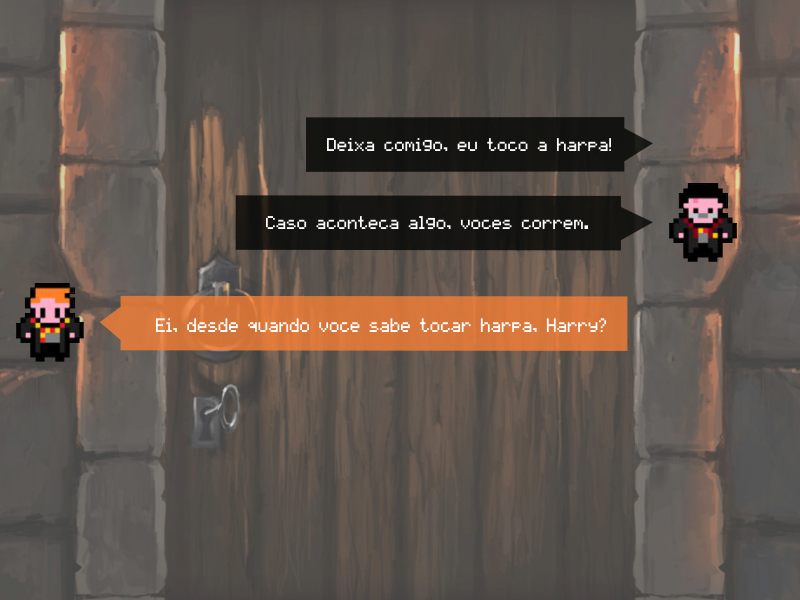 Deixa comigo, eu toco a harpa!
Caso aconteca algo, voces correm.
Ei, desde quando voce sabe tocar harpa, Harry?